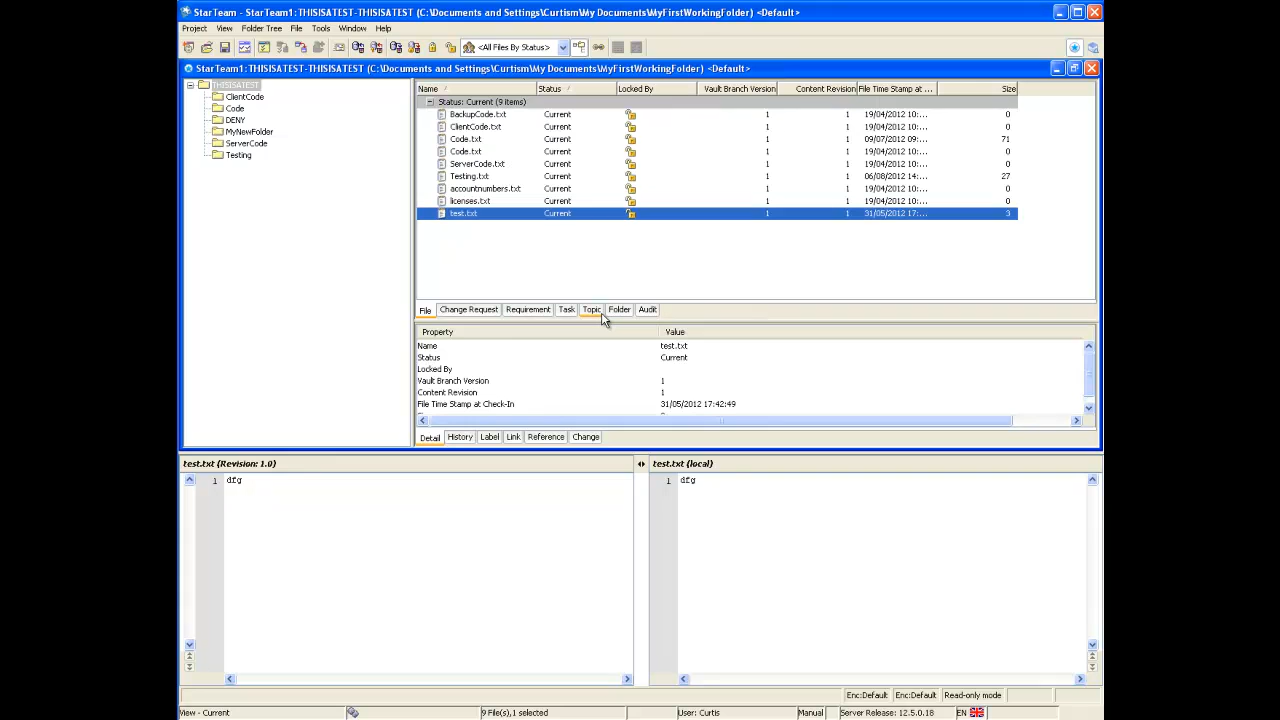 StarTeam - StarTeam1: THISISATEST-THISISATEST (C:\Documents and Settings\Curtism\My Documents\MyFirstWorkingFolder) <Default>
Project View Folder Tree File Tools Window Help
<All Files By Status>
StarTeam1: THISISATEST-THISISATEST (C:\Documents and Settings\Curtism\My Documents\MyFirstWorkingFolder) <Default>
THISISATEST
ClientCode
Code
DENY
MyNewFolder
ServerCode
Testing
Name Status Locked By Vault Branch Version Content Revision File Time Stamp at ... Size
Status: Current (9 items)
BackupCode.txt Current 1 1 19/04/2012 10:... 0
ClientCode.txt Current 1 1 19/04/2012 10:... 0
Code.txt Current 1 1 09/07/2012 09:... 71
Code.txt Current 1 1 19/04/2012 10:... 0
ServerCode.txt Current 1 1 19/04/2012 10:... 0
Testing.txt Current 1 1 06/08/2012 14:... 27
accountnumbers.txt Current 1 1 19/04/2012 10:... 0
licenses.txt Current 1 1 19/04/2012 10:... 0
test.txt Current 1 1 31/05/2012 17:... 3
File Change Request Requirement Task Topic Folder Audit
Property Value
Name test.txt
Status Current
Locked By
Vault Branch Version 1
Content Revision 1
File Time Stamp at Check-In 31/05/2012 17:42:49
Detail History Label Link Reference Change
test.txt (Revision: 1.0) test.txt (local)
1 dfg 1 dfg
Enc:Default Enc:Default Read-only mode
View - Current 9 File(s),1 selected User: Curtis Manual Server Release: 12.5.0.18 EN